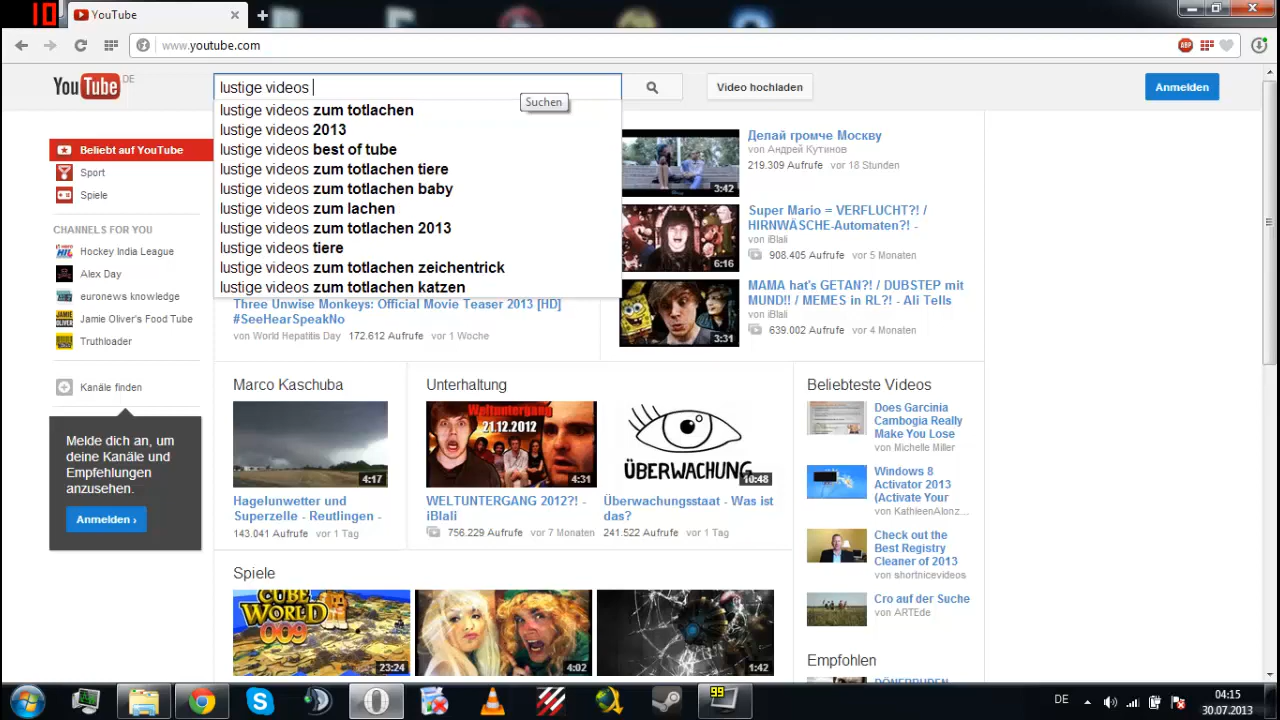 10
YouTube
www.youtube.com
ABP
YouTube DE
lustige videos
Video hochladen
Anmelden
Suchen
lustige videos zum totlachen
lustige videos 2013
lustige videos best of tube
lustige videos zum totlachen tiere
lustige videos zum totlachen baby
lustige videos zum lachen
lustige videos zum totlachen 2013
lustige videos tiere
lustige videos zum totlachen zeichentrick
lustige videos zum totlachen katzen
Beliebt auf YouTube
Sport
Spiele
CHANNELS FOR YOU
Hockey India League
Alex Day
euronews knowledge
Jamie Oliver's Food Tube
Truthloader
Kanäle finden
Melde dich an, um
deine Kanäle und
Empfehlungen
anzusehen.
Anmelden ›
Three Unwise Monkeys: Official Movie Teaser 2013 [HD]
#SeeHearSpeakNo
von World Hepatitis Day 172.612 Aufrufe vor 1 Woche
3:42
Делай громче Москву
von Андрей Кутинов
219.309 Aufrufe vor 18 Stunden
6:16
Super Mario = VERFLUCHT?! /
HIRNWÄSCHE-Automaten?! -
von iBlali
908.405 Aufrufe vor 5 Monaten
3:31
MAMA hat's GETAN?! / DUBSTEP mit
MUND!! / MEMES in RL?! - Ali Tells
von iBlali
639.002 Aufrufe vor 4 Monaten
Marco Kaschuba
4:17
Hagelunwetter und
Superzelle - Reutlingen -
143.041 Aufrufe vor 1 Tag
Unterhaltung
Weltuntergang
21.12.2012
4:31
WELTUNTERGANG 2012?! -
iBlali
756.229 Aufrufe vor 7 Monaten
ÜBERWACHUNG
10:48
Überwachungsstaat - Was ist
das?
241.522 Aufrufe vor 1 Tag
Beliebteste Videos
Does Garcinia
Cambogia Really
Make You Lose
von Michelle Miller
Windows 8
Activator 2013
(Activate Your
von KathleenAlonz...
Check out the
Best Registry
Cleaner of 2013
von shortnicevideos
Cro auf der Suche
von ARTEde
Empfohlen
Spiele
CUBE
WORLD
009
23:24
4:02
1:42
99
DE
04:15
30.07.2013